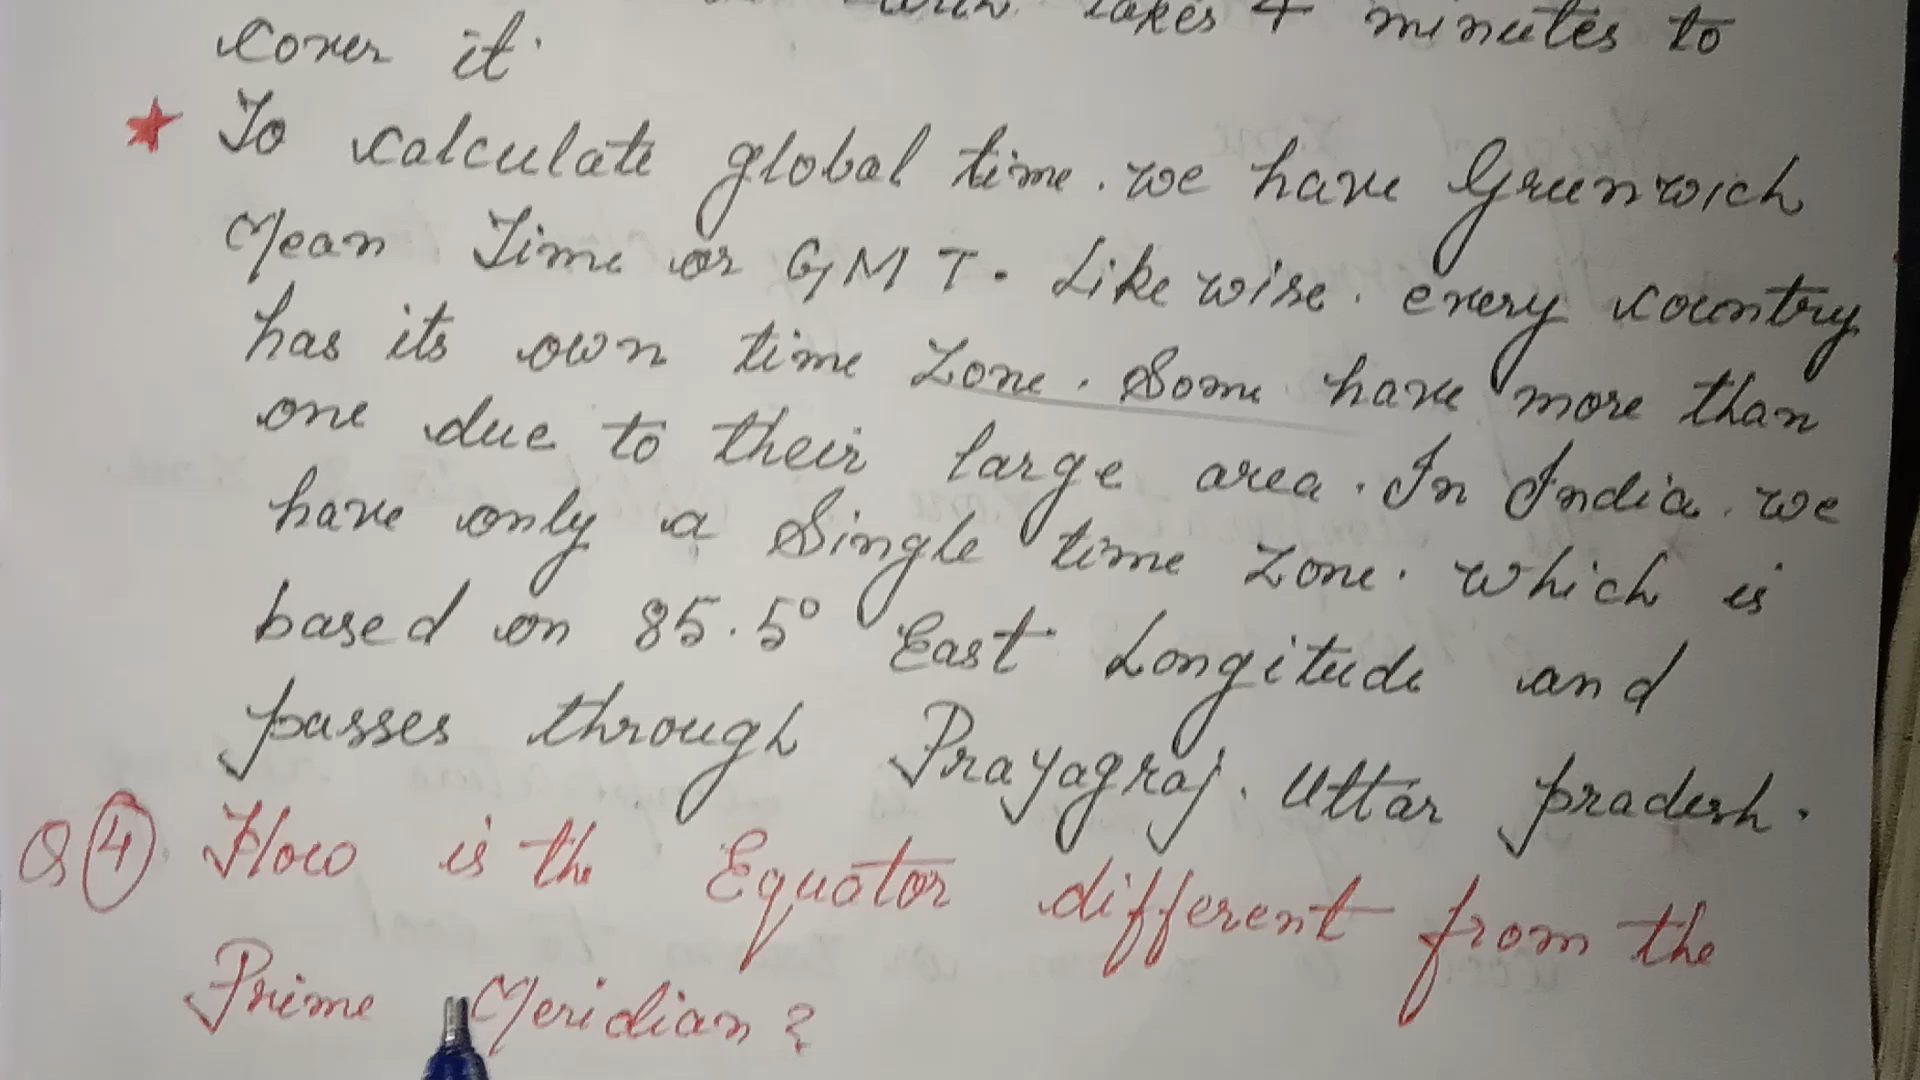 takes 4 minutes to
cover it.
To calculate global time, we have Greenwich
Mean Time or GMT. Likewise, every country
has its own time zone. Some have more than
one due to their large area. In India, we
have only a single time zone, which is
based on 85.5° East Longitude and
passes through Prayagraj, Uttar pradesh.
Q 4. How is the Equator different from the
Prime Meridian?